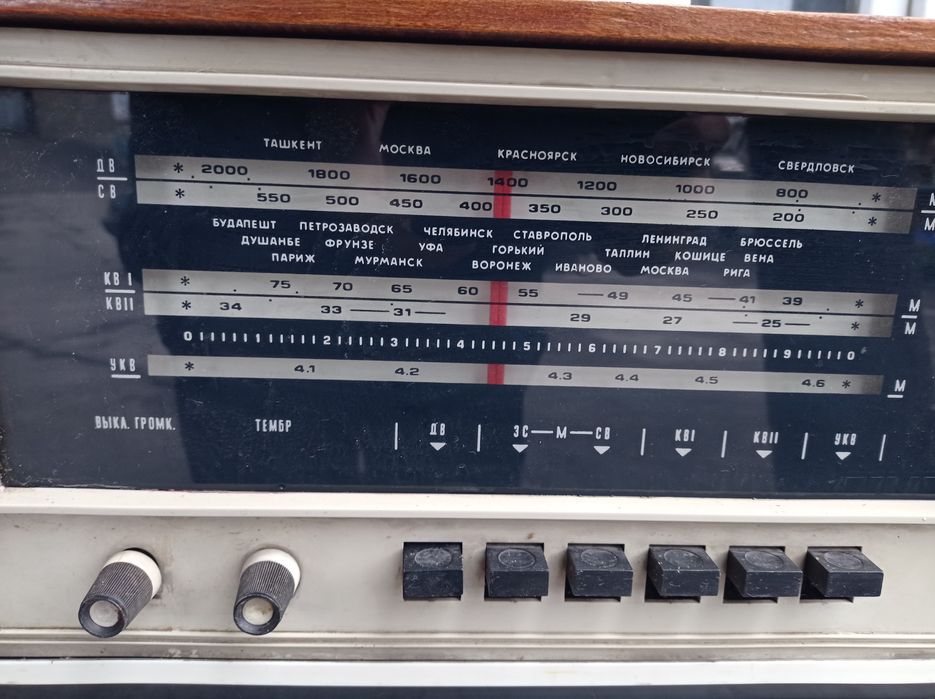 ТАШКЕНТ МОСКВА КРАСНОЯРСК НОВОСИБИРСК СВЕРДЛОВСК
ДВ * 2000 1800 1600 1400 1200 1000 800 * М
СВ * 550 500 450 400 350 300 250 200 * М
БУДАПЕШТ ПЕТРОЗАВОДСК ЧЕЛЯБИНСК СТАВРОПОЛЬ ЛЕНИНГРАД БРЮССЕЛЬ
ДУШАНБЕ ФРУНЗЕ УФА ГОРЬКИЙ ТАЛЛИН КОШИЦЕ ВЕНА
ПАРИЖ МУРМАНСК ВОРОНЕЖ ИВАНОВО МОСКВА РИГА
КВ I * 75 70 65 60 55 — 49 45 — 41 39 * М
КВ II * 34 33 — 31 — 29 27 — 25 — * М
0 1 2 3 4 5 6 7 8 9 0
УКВ * 4.1 4.2 4.3 4.4 4.5 4.6 * М
ВЫКЛ. ГРОМК. ТЕМБР ДВ ЗС — М — СВ КВ I КВ II УКВ